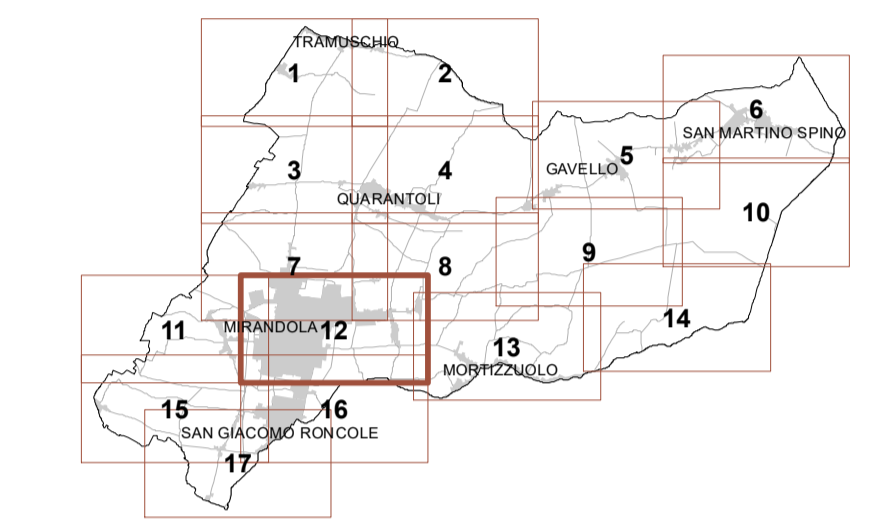 TRAMUSCHIO
1
2
6
SAN MARTINO SPINO
5
GAVELLO
3
4
QUARANTOLI
10
9
7
8
14
MIRANDOLA
11
12
13
MORTIZZUOLO
15
16
SAN GIACOMO RONCOLE
17